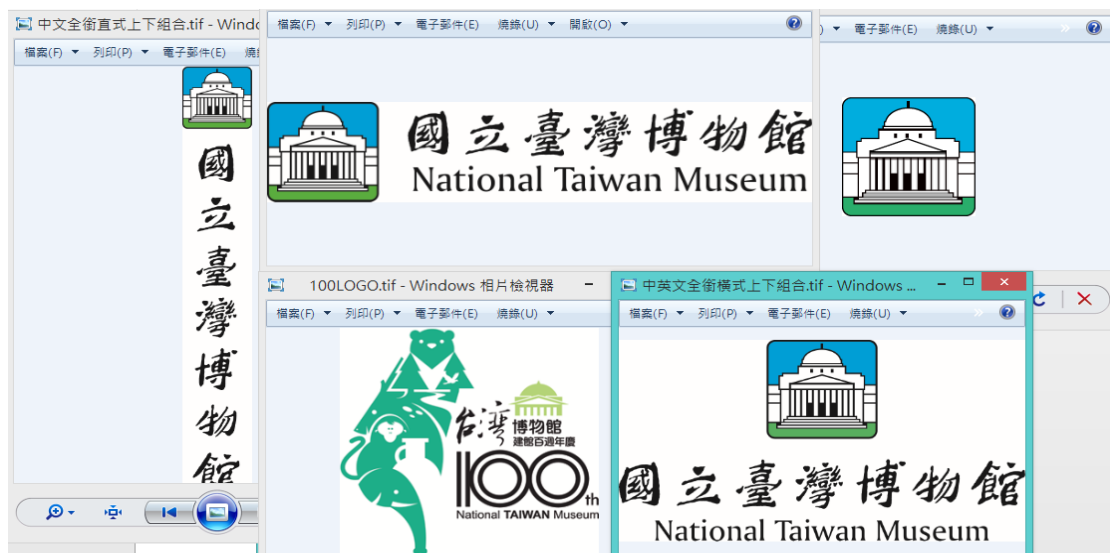 中文全銜直式上下組合.tif - Windo
檔案(F) 列印(P) 電子郵件(E) 燒
國
立
臺
灣
博
物
館
檔案(F) 列印(P) 電子郵件(E) 燒錄(U) 開啟(O)
國立臺灣博物館
National Taiwan Museum
) 電子郵件(E) 燒錄(U) »
100LOGO.tif - Windows 相片檢視器
檔案(F) 列印(P) 電子郵件(E) 燒錄(U)
台灣博物館
建館百週年慶
100th
National TAIWAN Museum
中英文全銜橫式上下組合.tif - Windows ...
檔案(F) 列印(P) 電子郵件(E) 燒錄(U) »
國立臺灣博物館
National Taiwan Museum